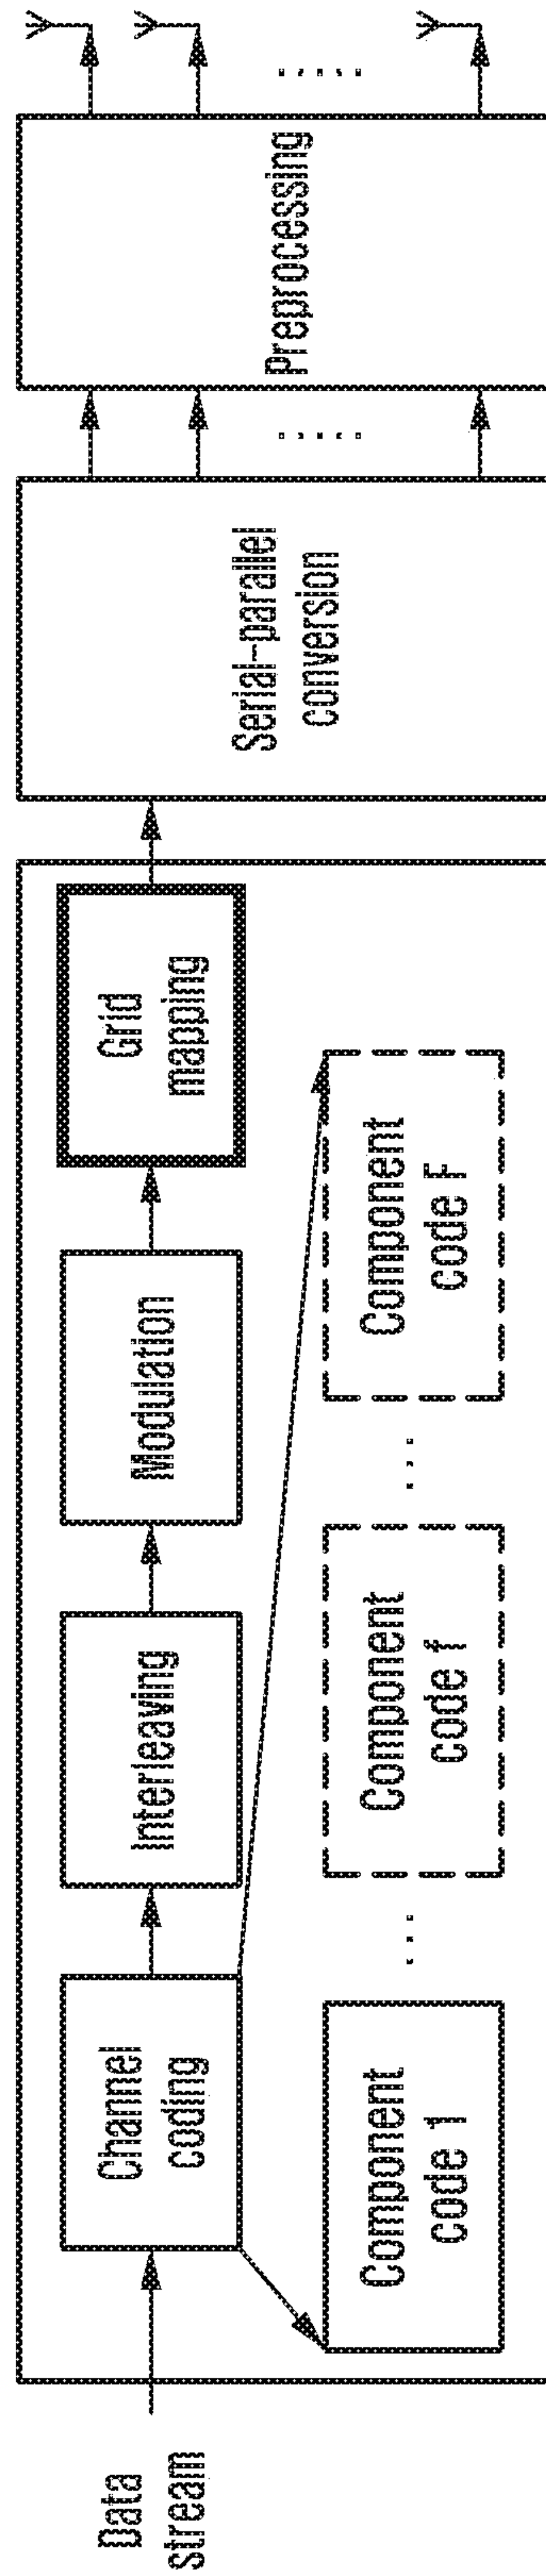 Data
stream
Channel
coding
Interleaving
Modulation
Grid
mapping
Component
code 1
...
Component
code f
...
Component
code F
Serial-parallel
conversion
.....
Preprocessing
.....